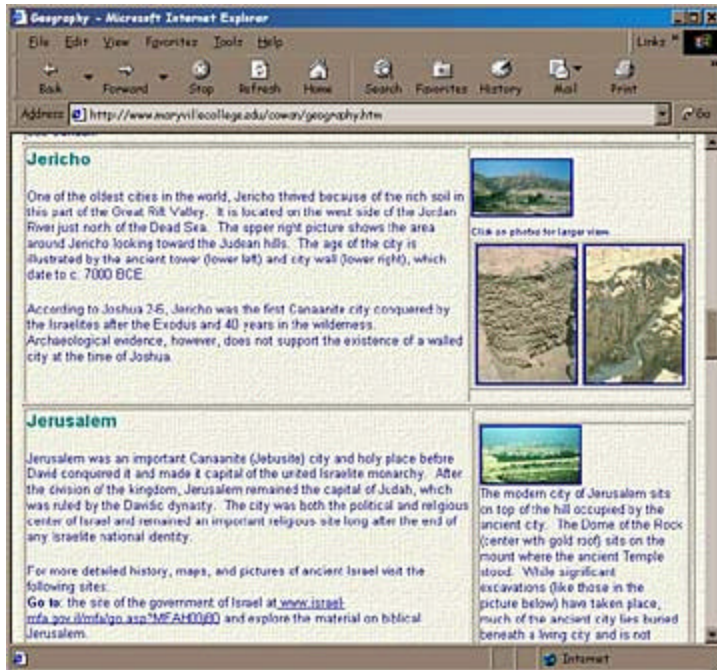 Geography - Microsoft Internet Explorer
File Edit View Favorites Tools Help
Links »
Back Forward Stop Refresh Home Search Favorites History Mail Print
Address http://www.maryvillecollege.edu/cowan/geography.htm
Go
Jericho
One of the oldest cities in the world, Jericho thrived because of the rich soil in
this part of the Great Rift Valley. It is located on the west side of the Jordan
River just north of the Dead Sea. The upper right picture shows the area
around Jericho looking toward the Judean hills. The age of the city is
illustrated by the ancient tower (lower left) and city wall (lower right), which
date to c. 7000 BCE.
According to Joshua 2-6, Jericho was the first Canaanite city conquered by
the Israelites after the Exodus and 40 years in the wilderness.
Archaeological evidence, however, does not support the existence of a walled
city at the time of Joshua.
Click on photos for larger view.
Jerusalem
Jerusalem was an important Canaanite (Jebusite) city and holy place before
David conquered it and made it capital of the united Israelite monarchy. After
the division of the kingdom, Jerusalem remained the capital of Judah, which
was ruled by the Davidic dynasty. The city was both the political and religious
center of Israel and remained an important religious site long after the end of
any Israelite national identity.
For more detailed history, maps, and pictures of ancient Israel visit the
following sites:
Go to: the site of the government of Israel at www.israel-
and explore the material on biblical
Jerusalem.
The modern city of Jerusalem sits
on top of the hill occupied by the
ancient city. The Dome of the Rock
(center with gold roof) sits on the
mount where the ancient Temple
stood. While significant
excavations (like those in the
picture below) have taken place,
much of the ancient city lies buried
beneath a living city and is not
Internet